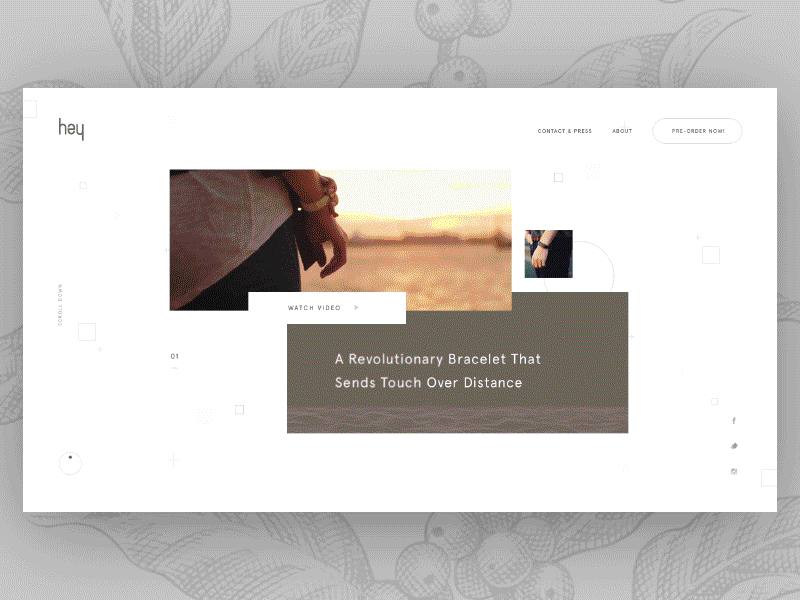 hey
CONTACT & PRESS
ABOUT
PRE-ORDER NOW!
WATCH VIDEO
SCROLL DOWN
01
A Revolutionary Bracelet That
Sends Touch Over Distance